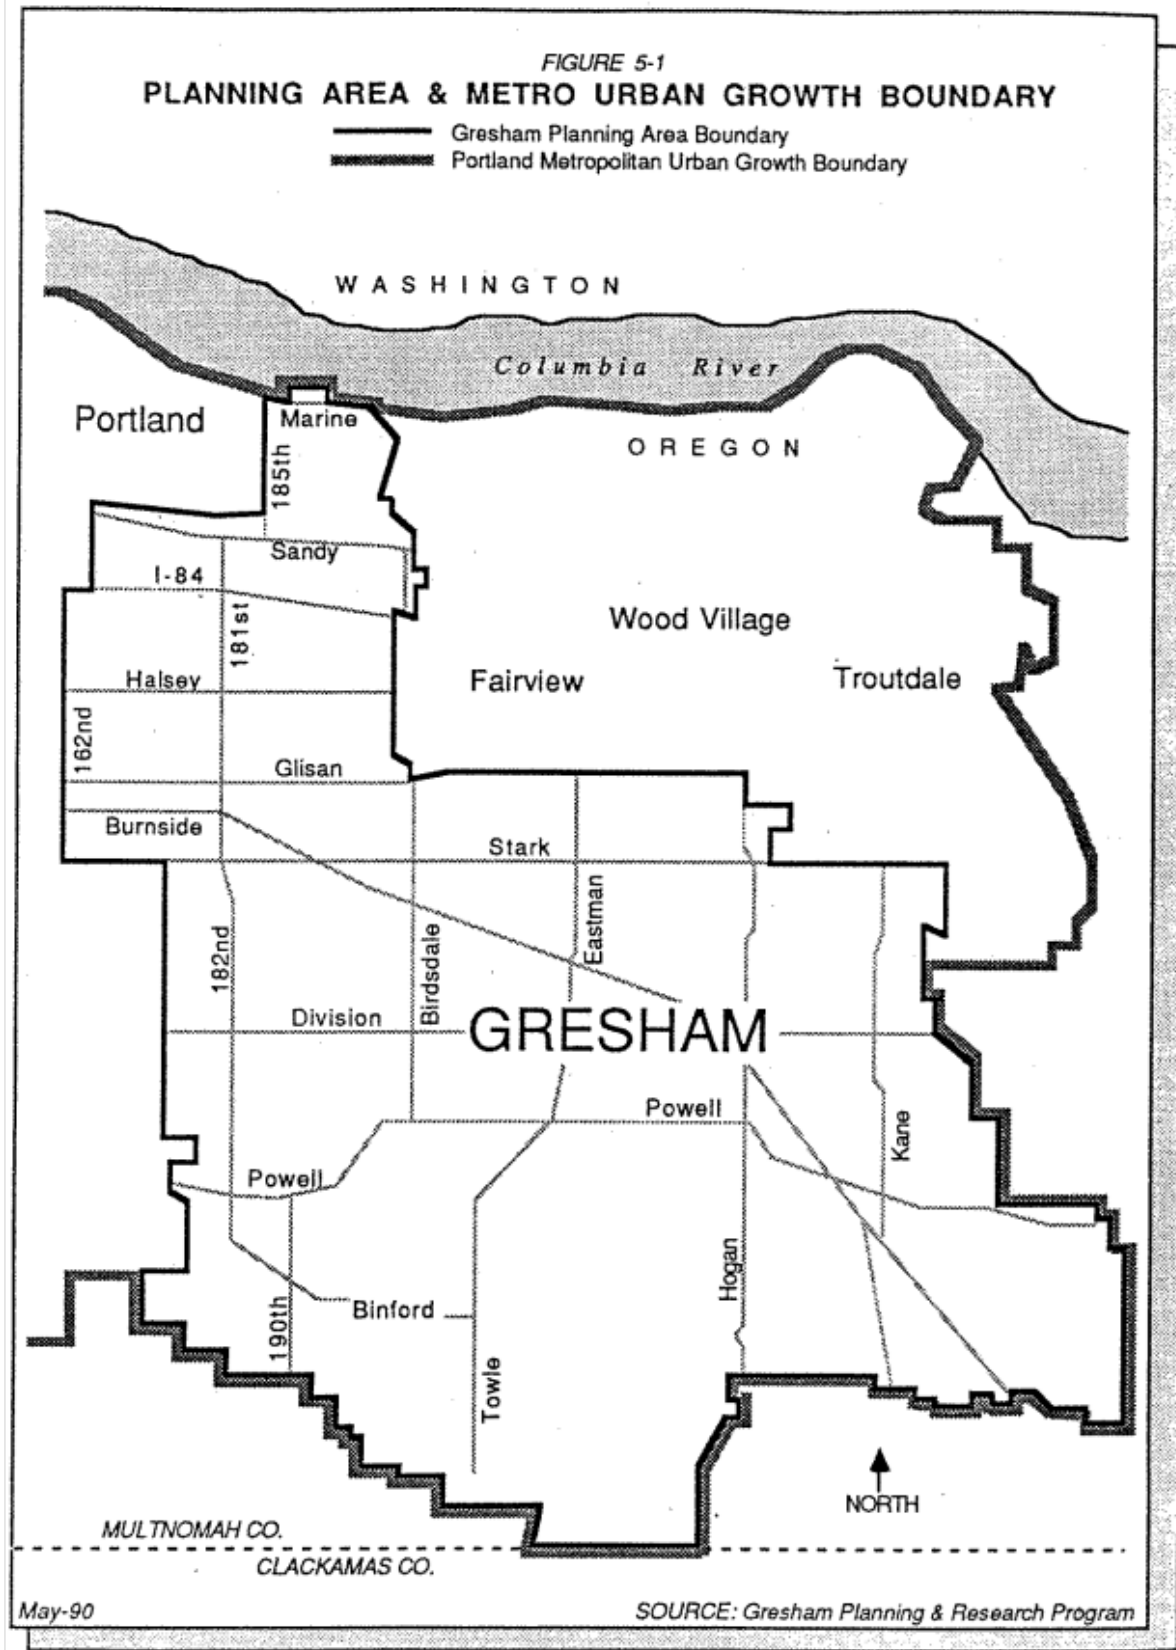 FIGURE 5-1
PLANNING AREA & METRO URBAN GROWTH BOUNDARY
Gresham Planning Area Boundary
Portland Metropolitan Urban Growth Boundary
WASHINGTON
Columbia River
Portland
Marine
OREGON
185th
Sandy
I-84
181st
Wood Village
Halsey
Fairview
Troutdale
162nd
Glisan
Burnside
Stark
Eastman
182nd
Birdsdale
Division
GRESHAM
Powell
Kane
Powell
Hogan
Binford
190th
Towle
NORTH
MULTNOMAH CO.
CLACKAMAS CO.
May-90
SOURCE: Gresham Planning & Research Program